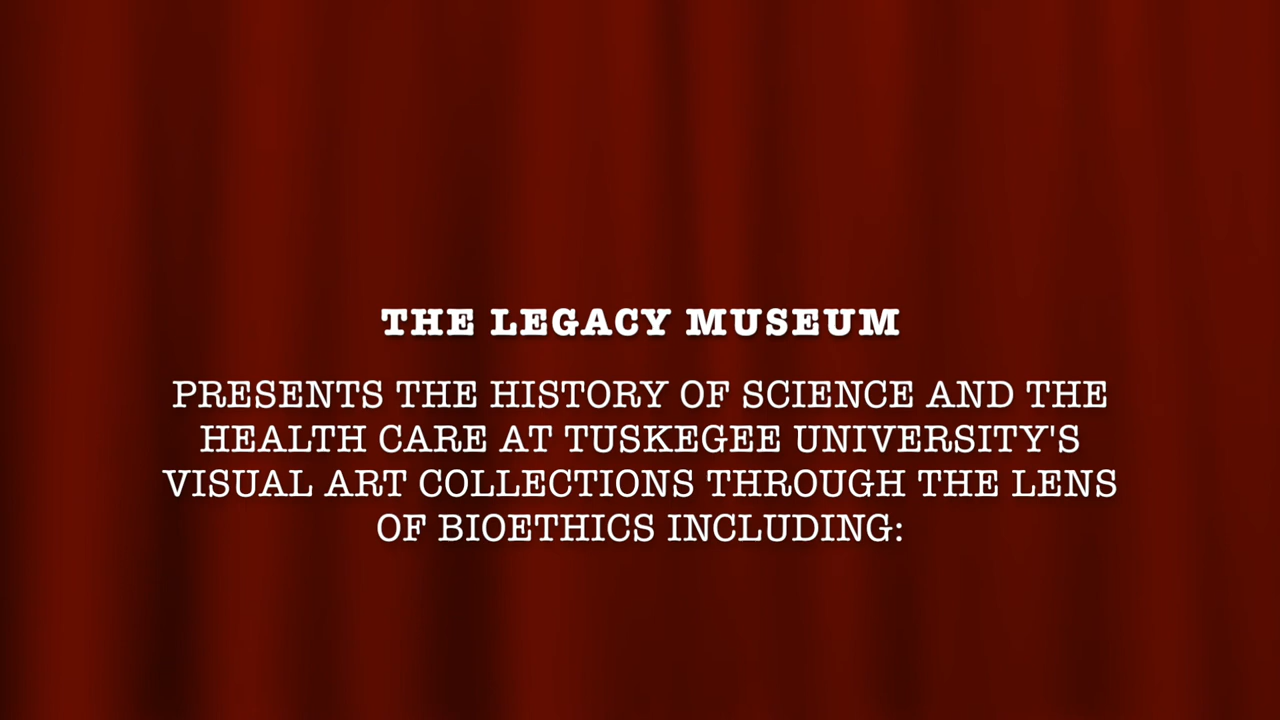 THE LEGACY MUSEUM
PRESENTS THE HISTORY OF SCIENCE AND THE
HEALTH CARE AT TUSKEGEE UNIVERSITY'S
VISUAL ART COLLECTIONS THROUGH THE LENS
OF BIOETHICS INCLUDING: